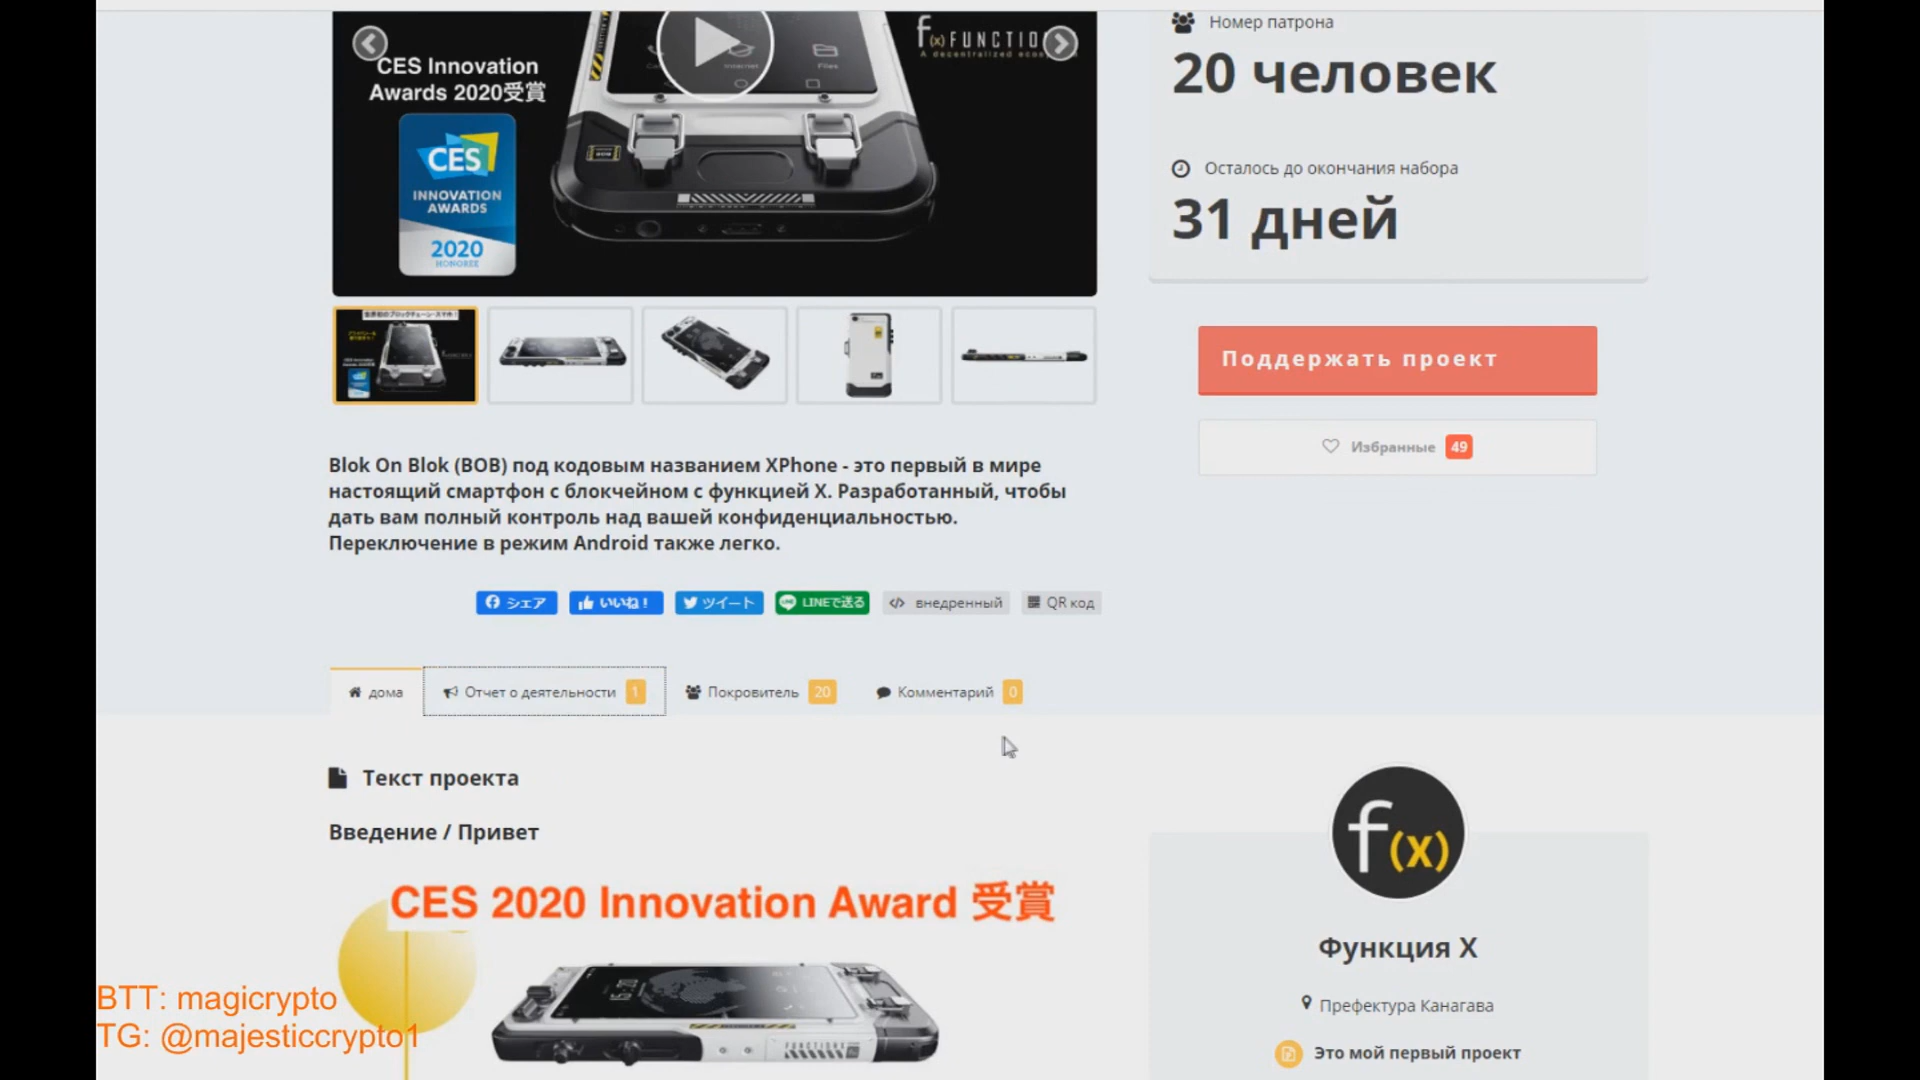 CES Innovation
Awards 2020受賞
CES
INNOVATION
AWARDS
2020
HONOREE
Internet
Files
f(x)FUNCTIO
A decentralized
Номер патрона
20 человек
Осталось до окончания набора
31 дней
Поддержать проект
Избранные 49
Blok On Blok (BOB) под кодовым названием XPhone - это первый в мире
настоящий смартфон с блокчейном с функцией X. Разработанный, чтобы
дать вам полный контроль над вашей конфиденциальностью.
Переключение в режим Android также легко.
シェア
いいね！
ツイート
LINEで送る
внедренный
QR код
дома
Отчет о деятельности 1
Покровитель 20
Комментарий 0
Текст проекта
Введение / Привет
CES 2020 Innovation Award 受賞
FUNCTION
f(x)
Функция X
Префектура Канагава
Это мой первый проект
BTT: magicrypto
TG: @majesticcrypto1